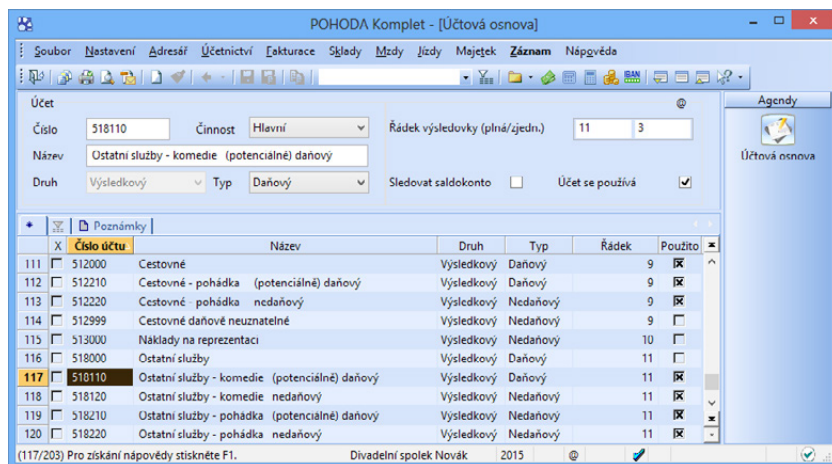 POHODA Komplet - [Účtová osnova]
Soubor Nastavení Adresář Účetnictví Fakturace Sklady Mzdy Jízdy Majetek Záznam Nápověda
IBAN
Účet @ Agendy
Číslo 518110 Činnost Hlavní Řádek výsledovky (plná/zjedn.) 11 3
Název Ostatní služby - komedie (potenciálně) daňový Účtová osnova
Druh Výsledkový Typ Daňový Sledovat saldokonto Účet se používá
Poznámky
X Číslo účtu Název Druh Typ Řádek Použito
111 512000 Cestovné Výsledkový Daňový 9
112 512210 Cestovné - pohádka (potenciálně) daňový Výsledkový Daňový 9
113 512220 Cestovné - pohádka nedaňový Výsledkový Nedaňový 9
114 512999 Cestovné daňově neuznatelné Výsledkový Nedaňový 9
115 513000 Náklady na reprezentaci Výsledkový Nedaňový 10
116 518000 Ostatní služby Výsledkový Daňový 11
117 518110 Ostatní služby - komedie (potenciálně) daňový Výsledkový Daňový 11
118 518120 Ostatní služby - komedie nedaňový Výsledkový Nedaňový 11
119 518210 Ostatní služby - pohádka (potenciálně) daňový Výsledkový Nedaňový 11
120 518220 Ostatní služby - pohádka nedaňový Výsledkový Nedaňový 11
(117/203) Pro získání nápovědy stiskněte F1. Divadelní spolek Novák 2015 @